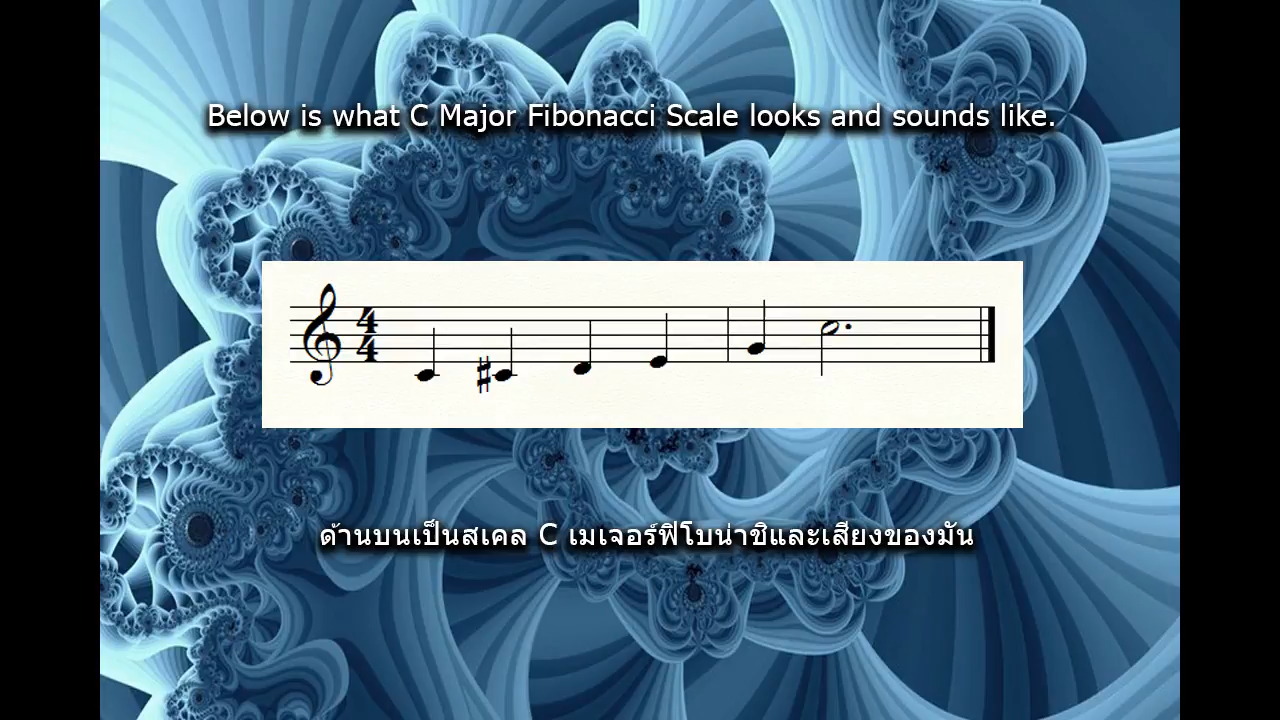 Below is what C Major Fibonacci Scale looks and sounds like.
4
4
ด้านบนเป็นสเคล C เมเจอร์ฟิโบน่าชิและเสียงของมัน